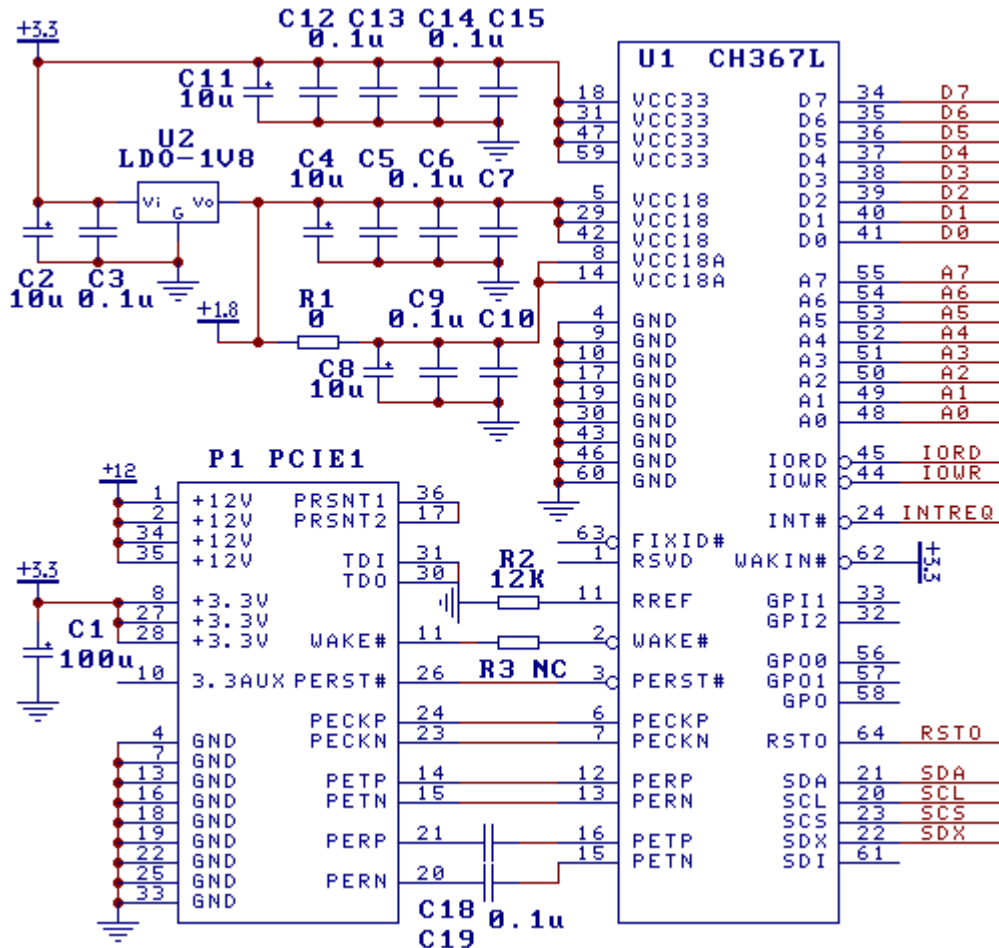 +3.3
C12 C13 C14 C15
0.1u 0.1u
C11
10u
U2
LDO-1V8
Vi Vo
G
C4 C5 C6
10u 0.1u C7
C2 C3
10u 0.1u
+1.8
R1
0
C9
0.1u C10
C8
10u
U1 CH367L
18 VCC33
31 VCC33
47 VCC33
59 VCC33
5 VCC18
29 VCC18
42 VCC18
8 VCC18A
14 VCC18A
4 GND
9 GND
10 GND
17 GND
19 GND
30 GND
43 GND
46 GND
60 GND
63 FIXID#
1 RSVD
11 RREF
2 WAKE#
3 PERST#
6 PECKP
7 PECKN
12 PERP
13 PERN
16 PETP
15 PETN
D7 34 D7
D6 35 D6
D5 36 D5
D4 37 D4
D3 38 D3
D2 39 D2
D1 40 D1
D0 41 D0
A7 55 A7
A6 54 A6
A5 53 A5
A4 52 A4
A3 51 A3
A2 50 A2
A1 49 A1
A0 48 A0
IORD 45 IORD
IOWR 44 IOWR
INT# 24 INTREQ
WAKIN# 62 +3.3
GPI1 33
GPI2 32
GPO0 56
GPO1 57
GPO 58
RSTO 64 RSTO
SDA 21 SDA
SCL 20 SCL
SCS 23 SCS
SDX 22 SDX
SDI 61
P1 PCIE1
+12
1 +12V
2 +12V
34 +12V
35 +12V
+3.3
8 +3.3V
27 +3.3V
28 +3.3V
C1
100u
10 3.3AUX
4 GND
7 GND
13 GND
16 GND
18 GND
19 GND
22 GND
25 GND
33 GND
PRSNT1 36
PRSNT2 17
TDI 31
TDO 30
WAKE# 11
PERST# 26
PECKP 24
PECKN 23
PETP 14
PETN 15
PERP 21
PERN 20
R2
12K
R3 NC
C18 0.1u
C19